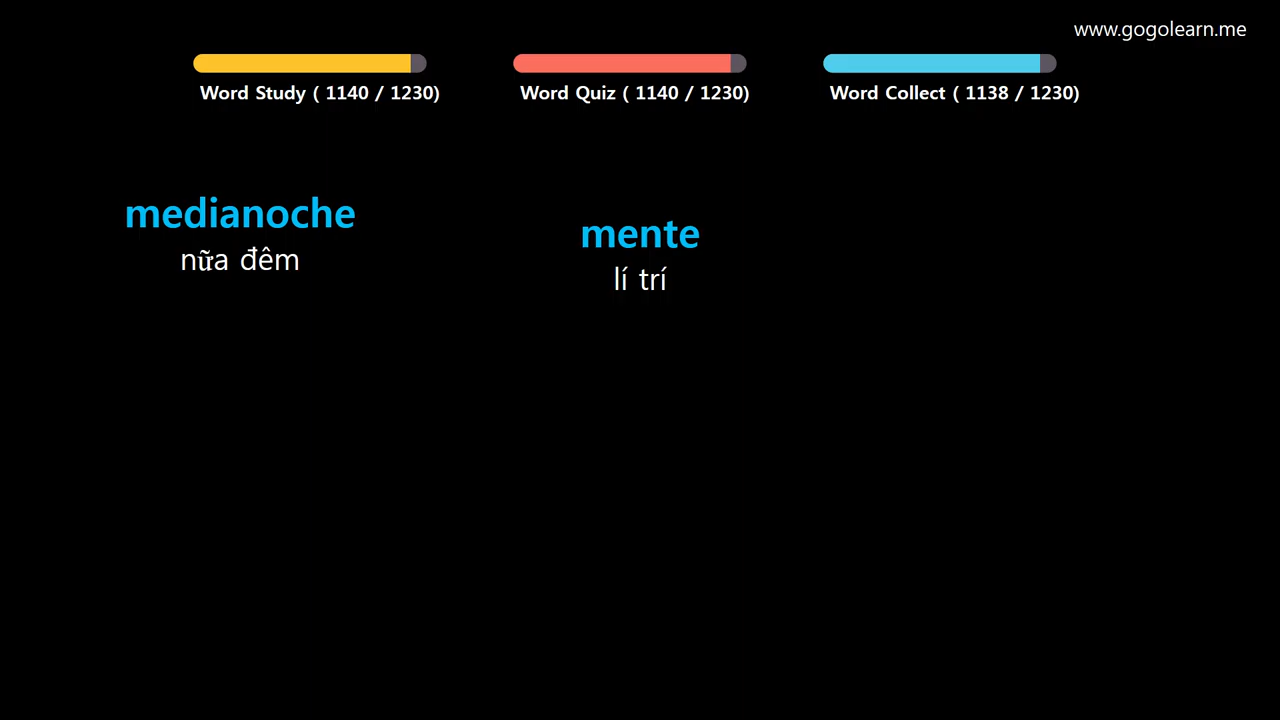 www.gogolearn.me
Word Study ( 1140 / 1230)
Word Quiz ( 1140 / 1230)
Word Collect ( 1138 / 1230)
medianoche
nữa đêm
mente
lí trí